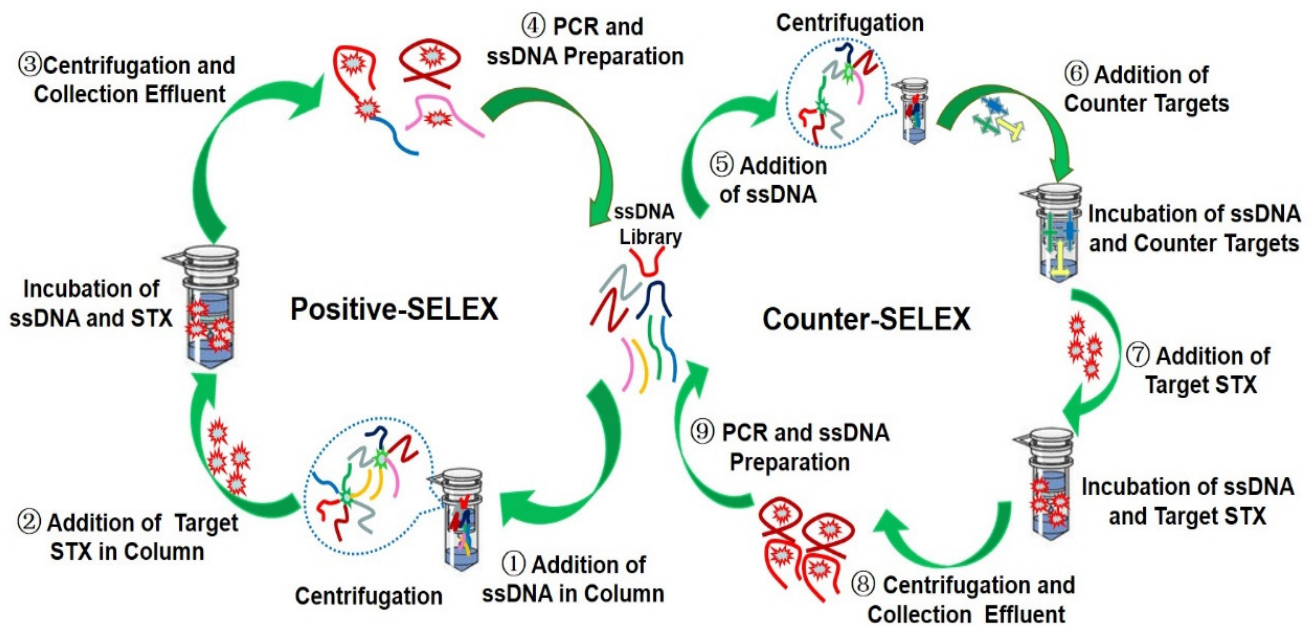 ③Centrifugation and
Collection Effluent
④ PCR and
ssDNA Preparation
Incubation of
ssDNA and STX
Positive-SELEX
② Addition of Target
STX in Column
Centrifugation
① Addition of
ssDNA in Column
ssDNA
Library
Centrifugation
⑤ Addition
of ssDNA
⑥ Addition of
Counter Targets
Incubation of ssDNA
and Counter Targets
Counter-SELEX
⑦ Addition of
Target STX
Incubation of ssDNA
and Target STX
⑧ Centrifugation and
Collection Effluent
⑨ PCR and ssDNA
Preparation